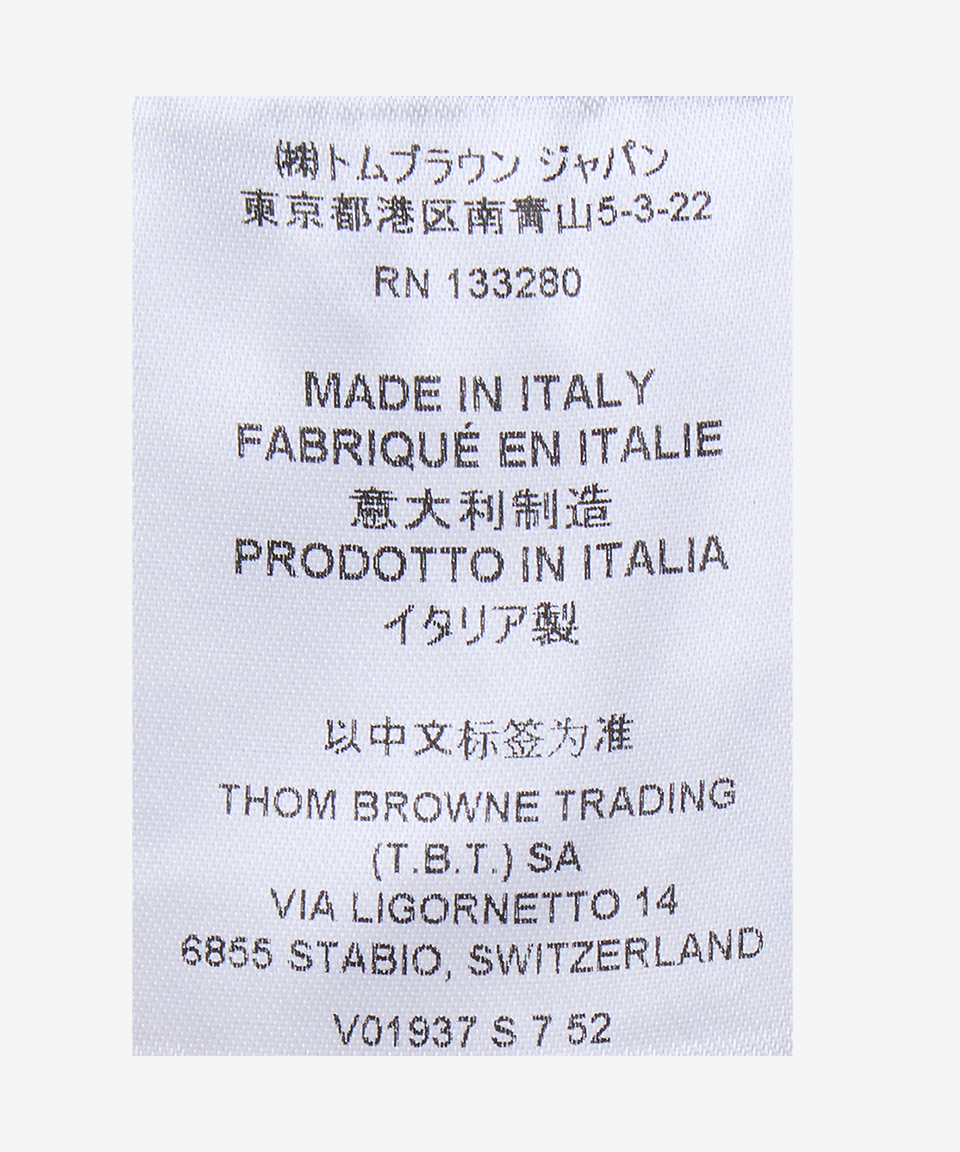 ㈱トムブラウン ジャパン
東京都港区南青山5-3-22
RN 133280
MADE IN ITALY
FABRIQUÉ EN ITALIE
意大利制造
PRODOTTO IN ITALIA
イタリア製
以中文标签为准
THOM BROWNE TRADING
(T.B.T.) SA
VIA LIGORNETTO 14
6855 STABIO, SWITZERLAND
V01937 S 7 52